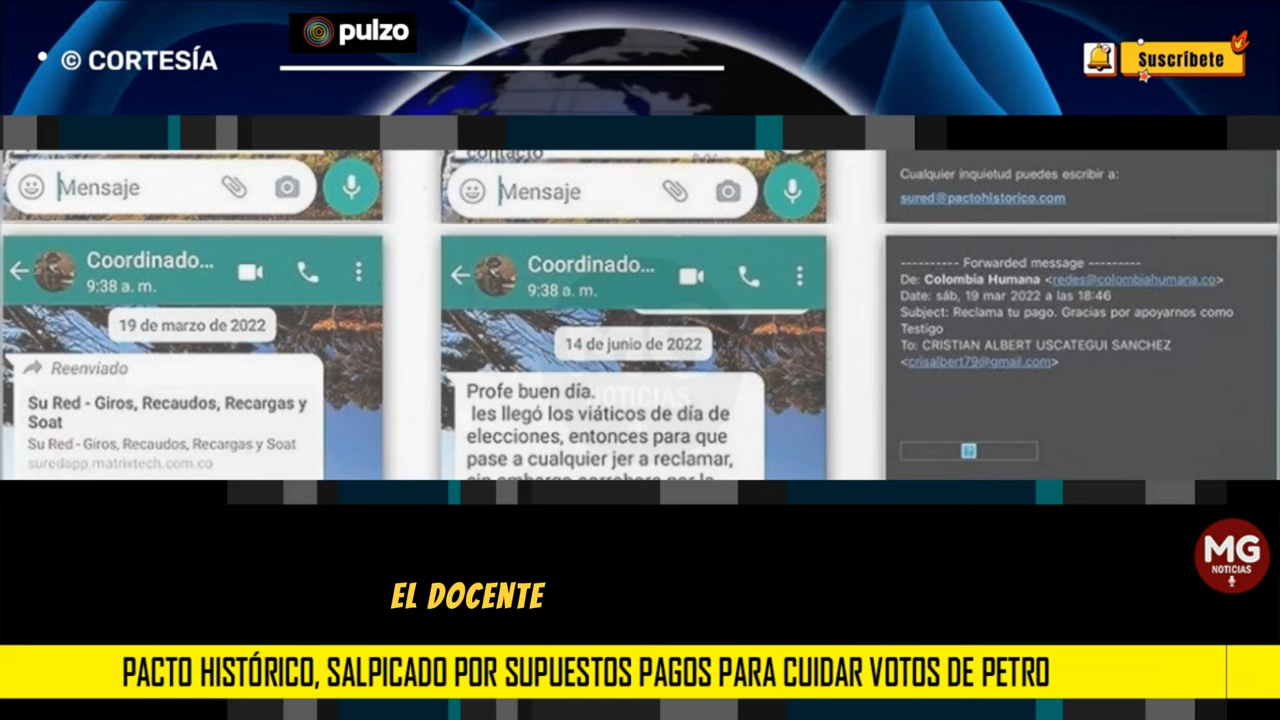 © CORTESÍA
pulzo
Suscríbete
Mensaje
Coordinado...
9:38 a. m.
19 de marzo de 2022
Reenviado
Su Red - Giros, Recaudos, Recargas y
Soat
Su Red - Giros, Recaudos, Recargas y Soat
suredapp.matrixtech.com.co
contacto
Mensaje
Coordinado...
9:38 a. m.
14 de junio de 2022
Profe buen día.
les llegó los viáticos de día de
elecciones, entonces para que
pase a cualquier jer a reclamar,
NOTICIAS
Cualquier inquietud puedes escribir a:
sured@pactohistorico.com
---------- Forwarded message ---------
De: Colombia Humana <redes@colombiahumana.co>
Date: sáb, 19 mar 2022 a las 18:46
Subject: Reclama tu pago. Gracias por apoyarnos como
Testigo
To: CRISTIAN ALBERT USCATEGUI SANCHEZ
<crisalbert79@gmail.com>
EL DOCENTE
MG
NOTICIAS
PACTO HISTÓRICO, SALPICADO POR SUPUESTOS PAGOS PARA CUIDAR VOTOS DE PETRO